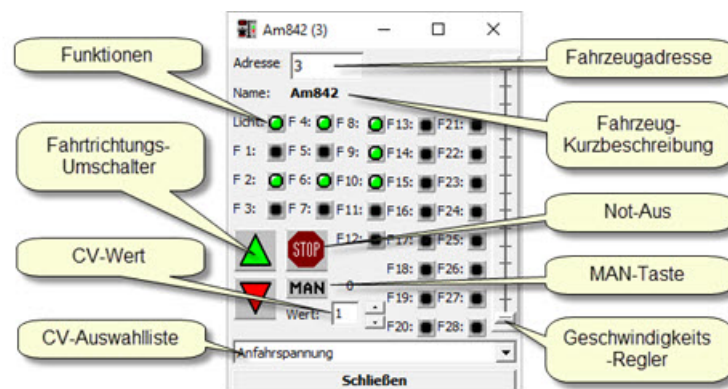 Am842 (3)
Funktionen
Adresse 3
Fahrzeugadresse
Name: Am842
Licht: F 4: F 8: F13: F21:
Fahrzeug-
Kurzbeschreibung
Fahrtrichtungs-
Umschalter
F 1: F 5: F 9: F14: F22:
F 2: F 6: F10: F15: F23:
F 3: F 7: F11: F16: F24:
Not-Aus
CV-Wert
STOP
F12: F17: F25:
F18: F26:
MAN-Taste
MAN 0
F19: F27:
Wert: 1
F20: F28:
CV-Auswahlliste
Geschwindigkeits
-Regler
Anfahrspannung
Schließen